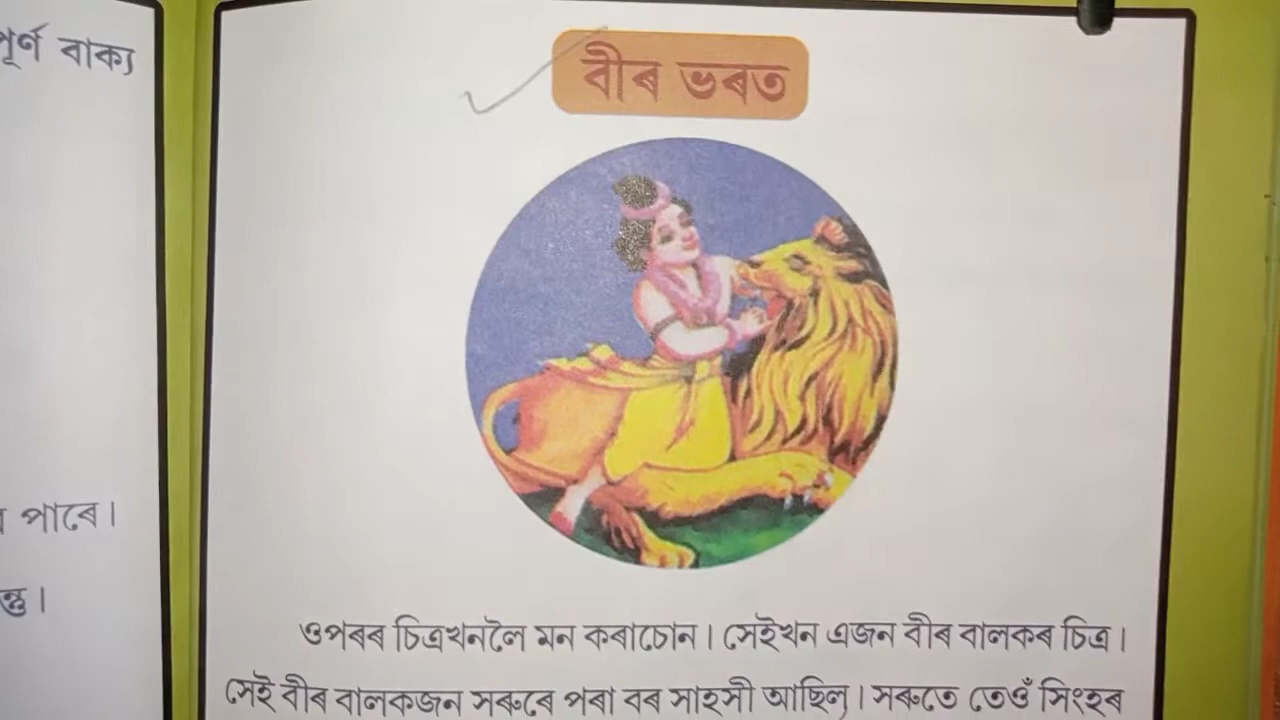 পূৰ্ণ বাক্য
পাৰে।
ন্তু।
বীৰ ভৰত
ওপৰৰ চিত্ৰখনলৈ মন কৰাচোন। সেইখন এজন বীৰ বালকৰ চিত্ৰ।
সেই বীৰ বালকজন সৰুৰে পৰা বৰ সাহসী আছিল। সৰুতে তেওঁ সিংহৰ